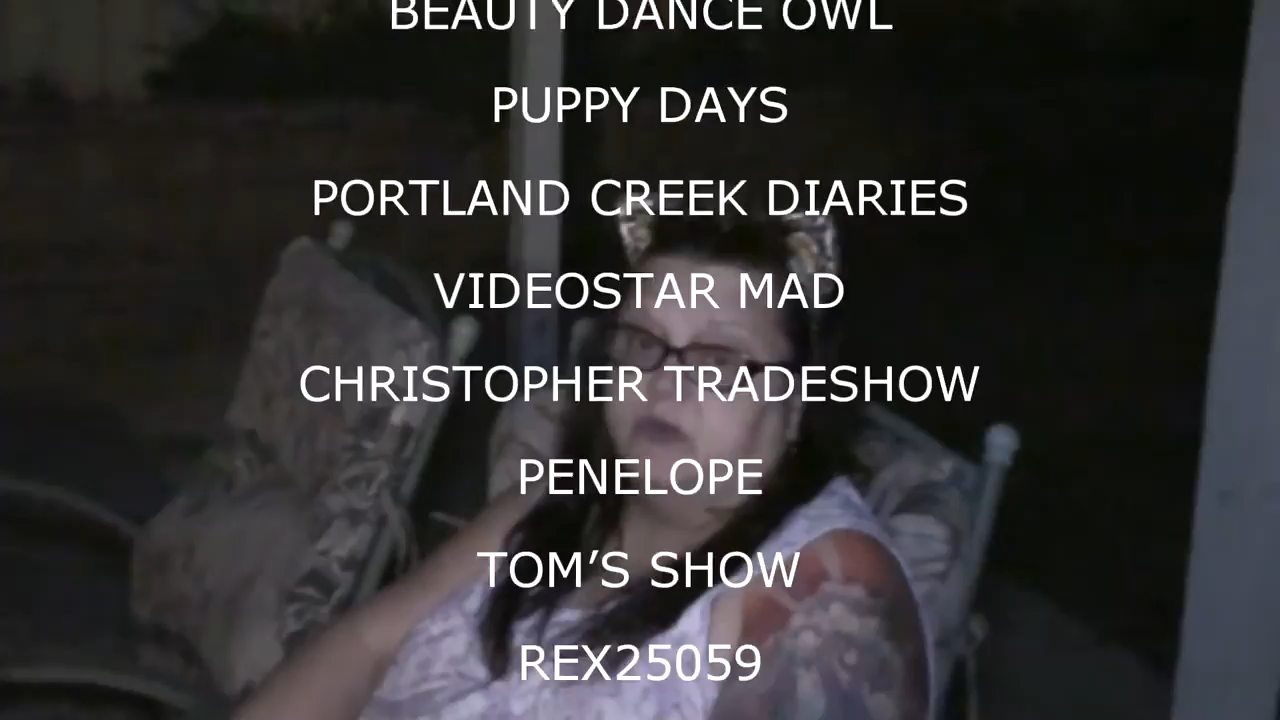 BEAUTY DANCE OWL
PUPPY DAYS
PORTLAND CREEK DIARIES
VIDEOSTAR MAD
CHRISTOPHER TRADESHOW
PENELOPE
TOM’S SHOW
REX25059